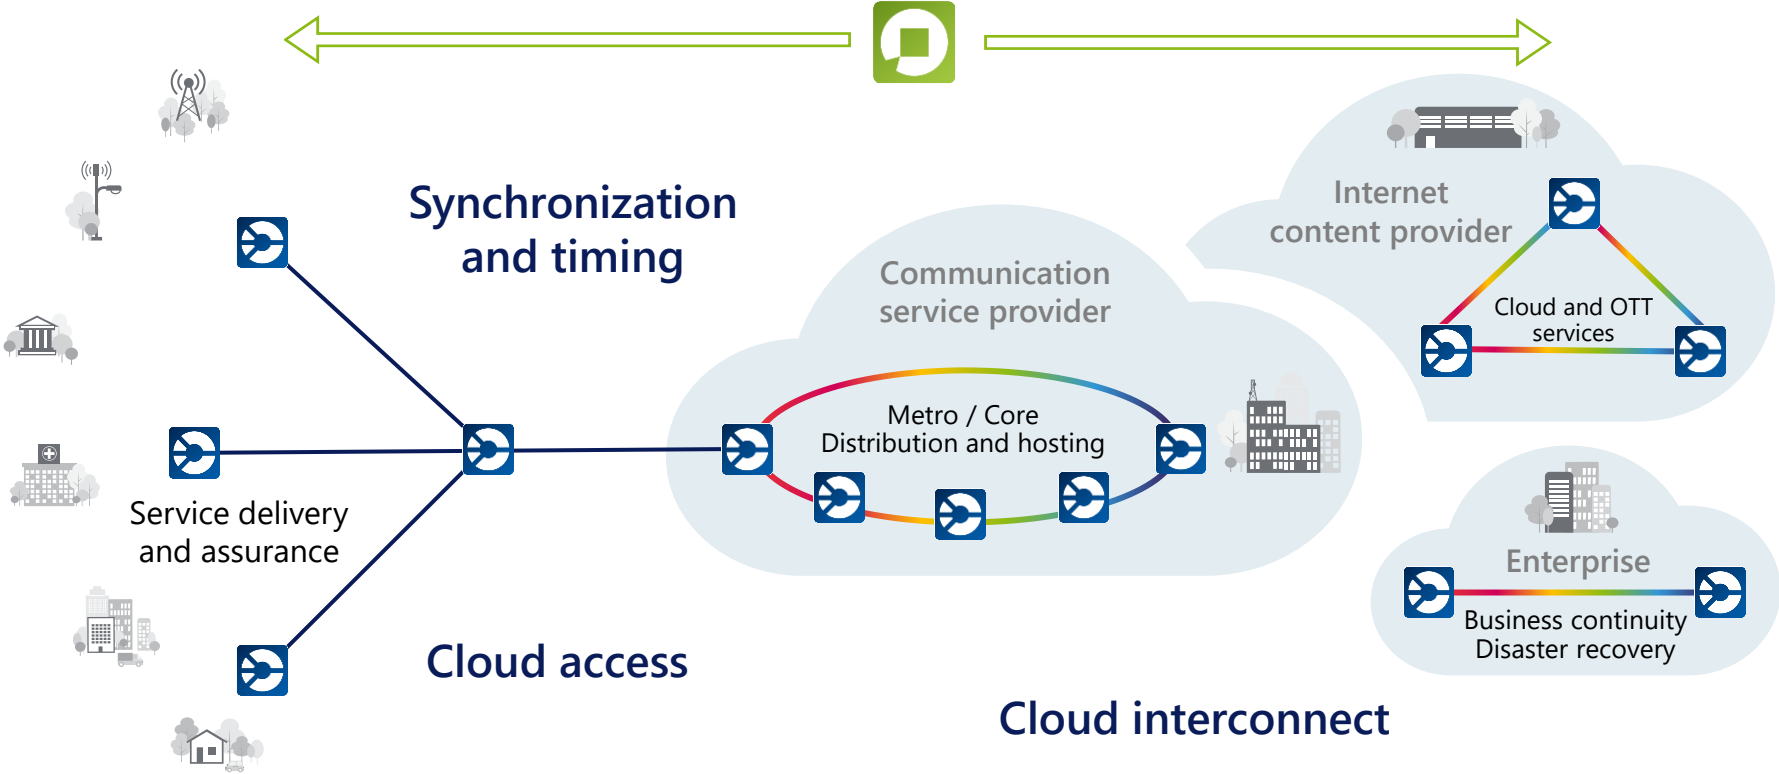 Synchronization
and timing
Internet
content provider
Communication
service provider
Cloud and OTT
services
Metro / Core
Distribution and hosting
Service delivery
and assurance
Enterprise
Business continuity
Disaster recovery
Cloud access
Cloud interconnect